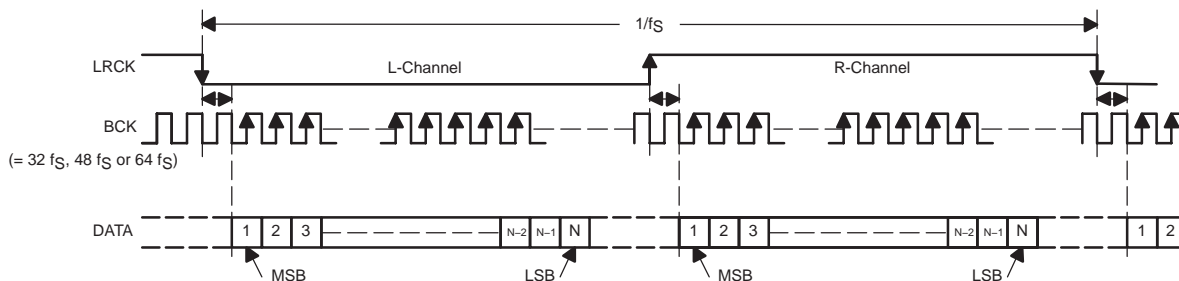 1/fS
LRCK
L-Channel
R-Channel
BCK
(= 32 fS, 48 fS or 64 fS)
DATA
1 2 3 N–2 N–1 N 1 2 3 N–2 N–1 N 1 2
MSB LSB MSB LSB